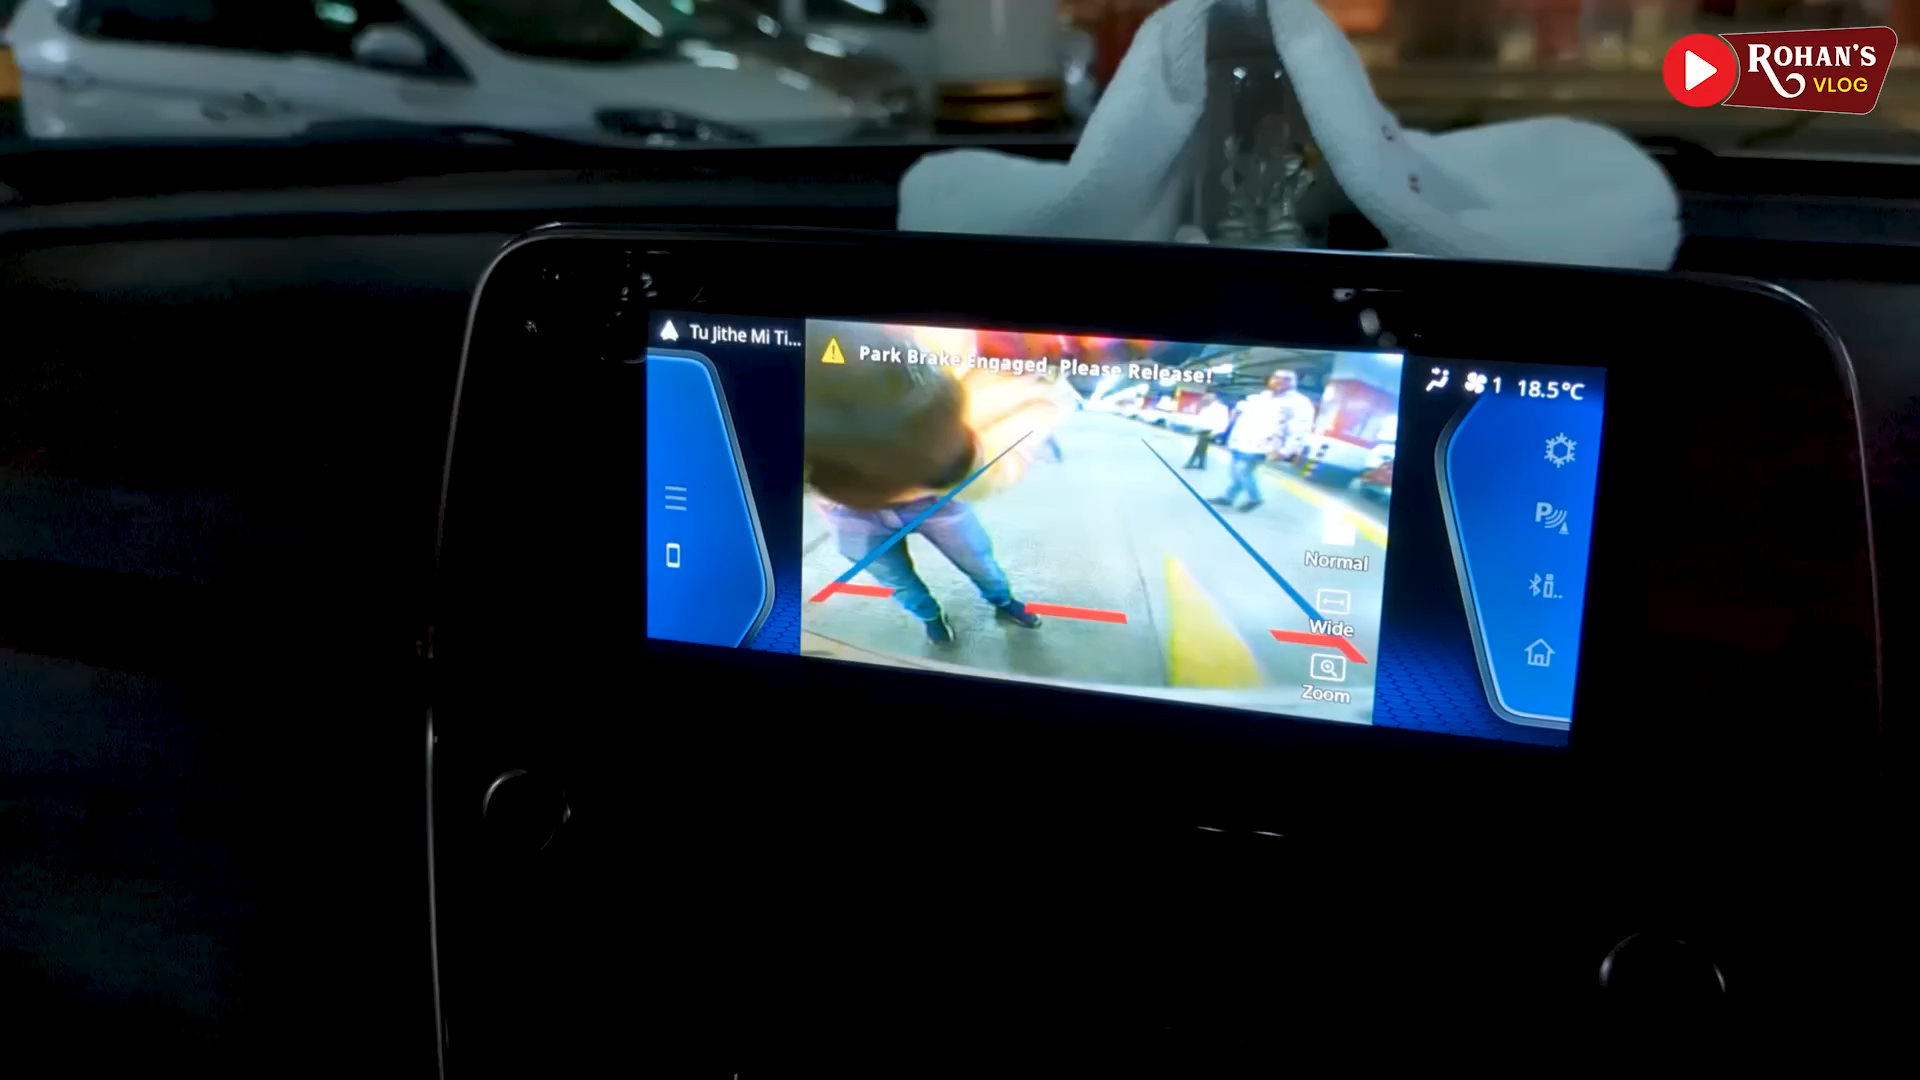 ROHAN'S
VLOG
Tu Jithe Mi Ti...
Park Brake Engaged, Please Release!
1 18.5°C
Normal
Wide
Zoom
P